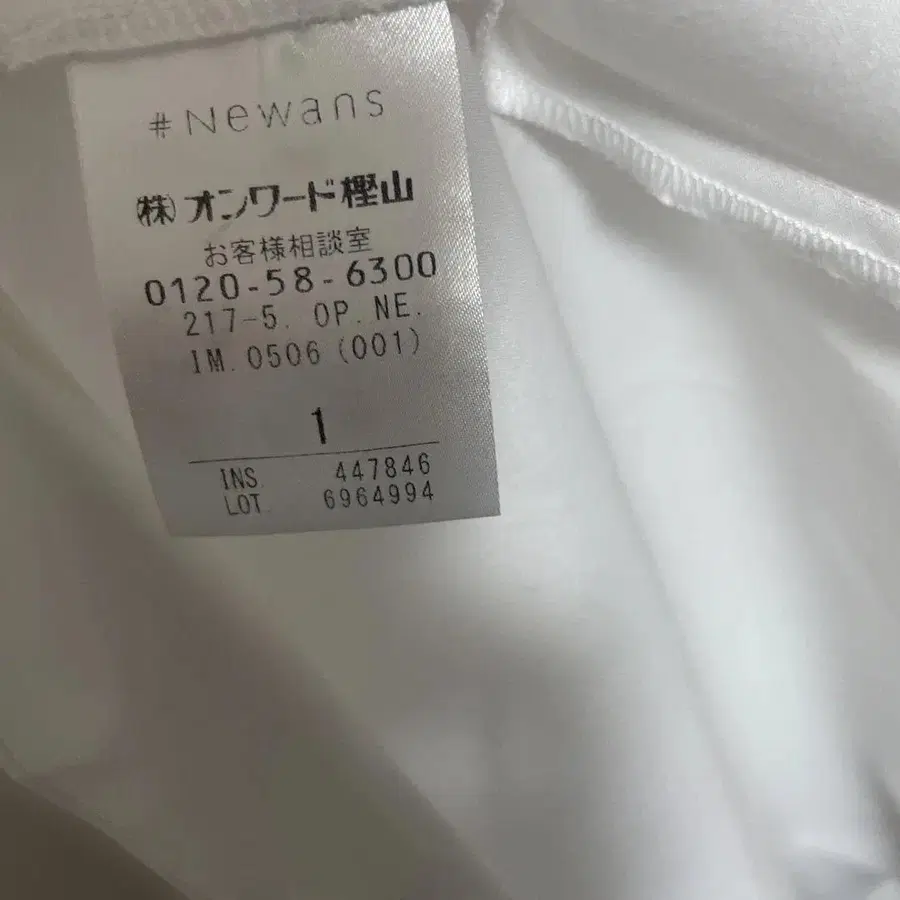 #Newans
㈱オンワード樫山
お客様相談室
0120-58-6300
217-5. OP. NE.
IM. 0506 (001)
1
INS. 447846
LOT. 6964994